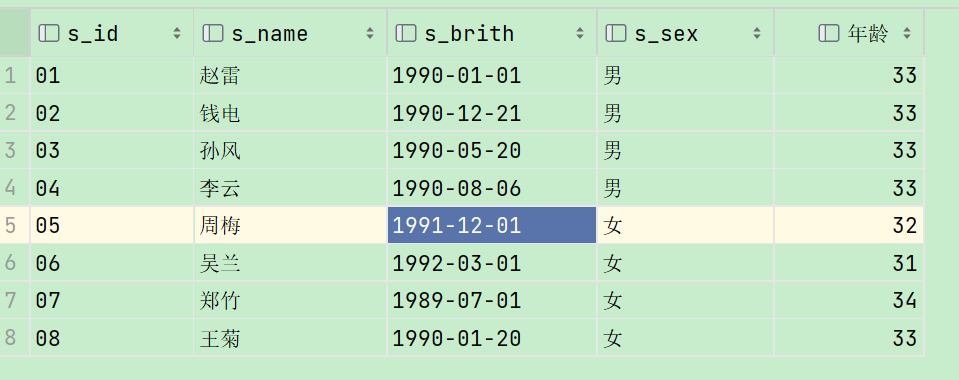 s_id s_name s_brith s_sex 年龄
1 01 赵雷 1990-01-01 男 33
2 02 钱电 1990-12-21 男 33
3 03 孙风 1990-05-20 男 33
4 04 李云 1990-08-06 男 33
5 05 周梅 1991-12-01 女 32
6 06 吴兰 1992-03-01 女 31
7 07 郑竹 1989-07-01 女 34
8 08 王菊 1990-01-20 女 33